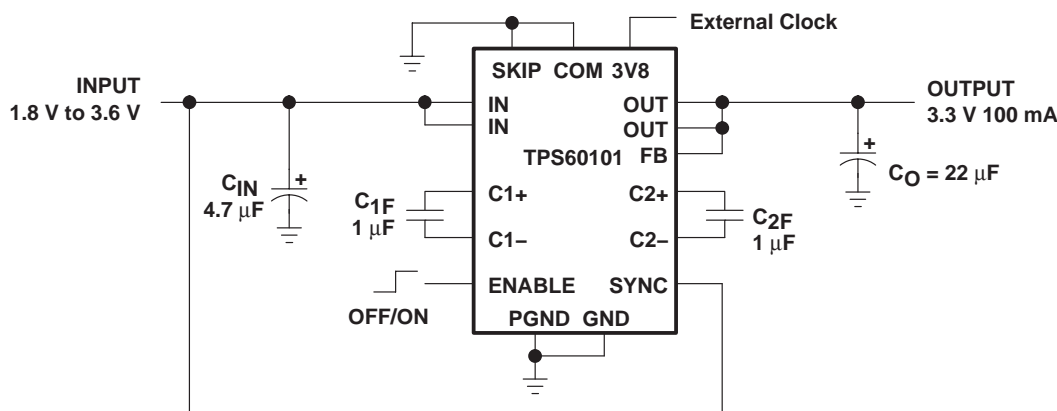 External Clock
SKIP COM 3V8
INPUT
1.8 V to 3.6 V
IN
IN
OUT
OUT
FB
OUTPUT
3.3 V 100 mA
TPS60101
+
CIN
4.7 μF
+
CO = 22 μF
C1F
1 μF
C1+
C1−
C2+
C2−
C2F
1 μF
ENABLE
SYNC
OFF/ON
PGND GND